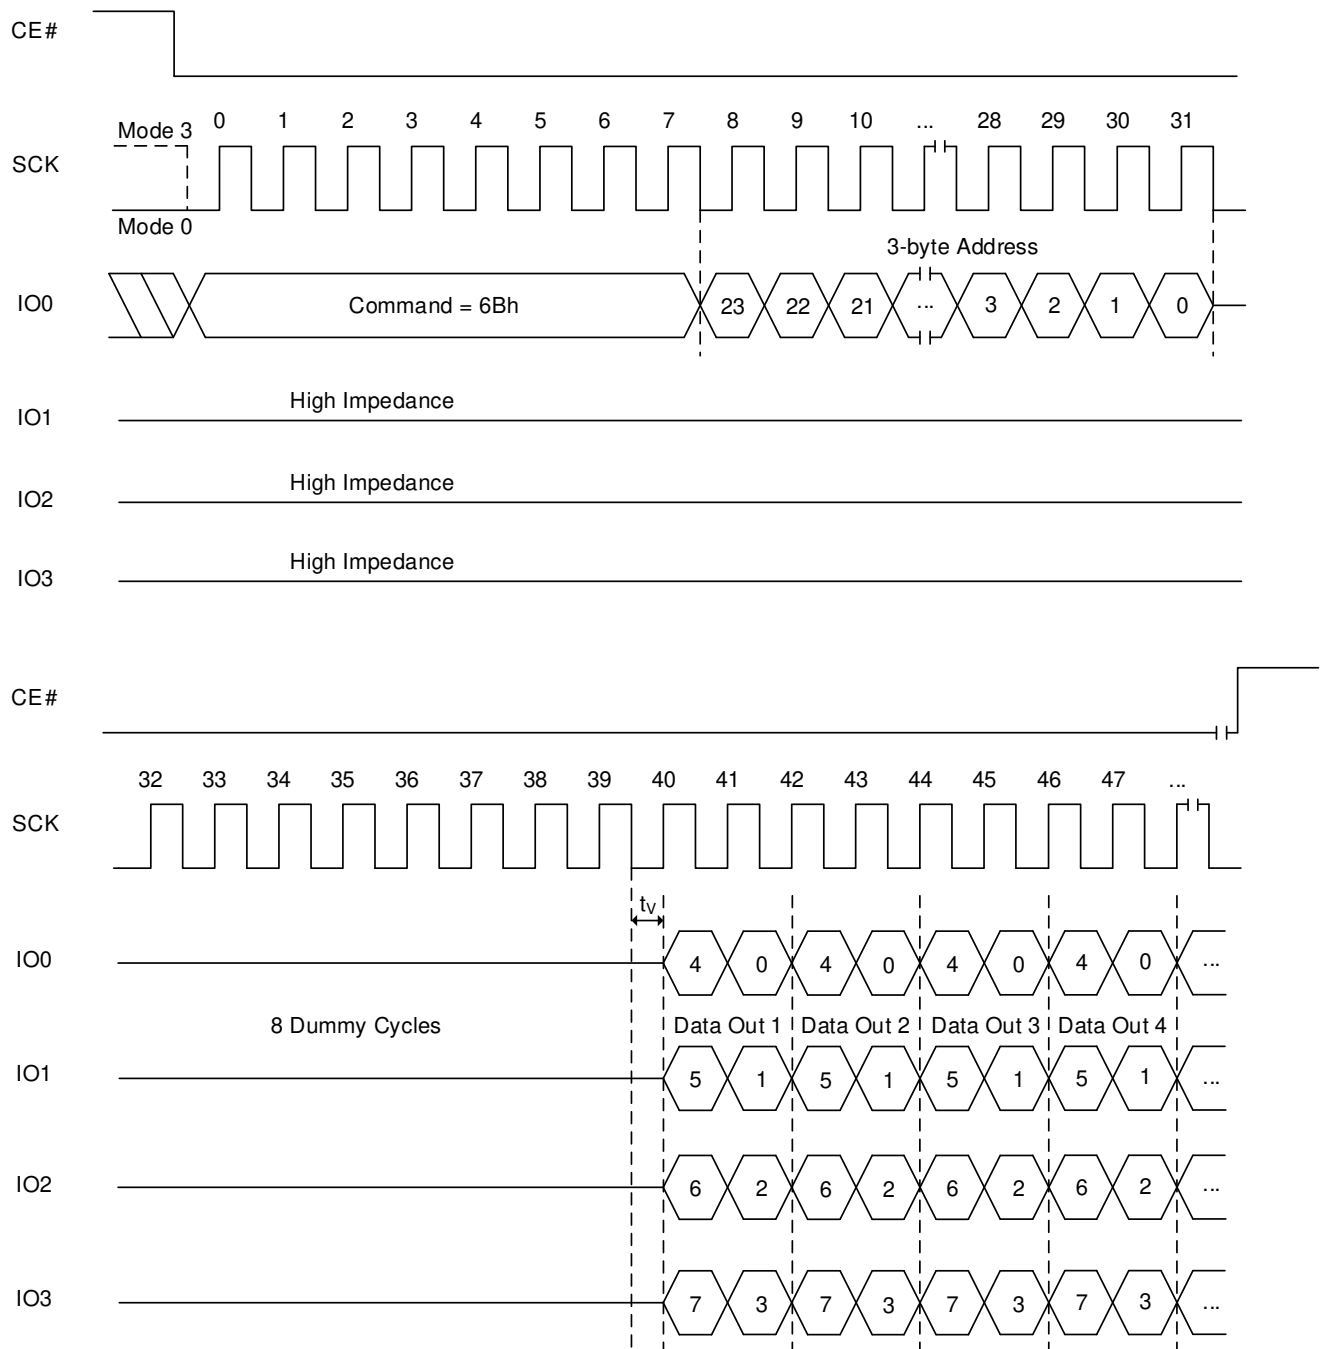 CE#
Mode 3 0 1 2 3 4 5 6 7 8 9 10 ... 28 29 30 31
SCK
Mode 0
3-byte Address
IO0 Command = 6Bh 23 22 21 ... 3 2 1 0
High Impedance
IO1
High Impedance
IO2
High Impedance
IO3
CE#
32 33 34 35 36 37 38 39 40 41 42 43 44 45 46 47 ...
SCK
tV
IO0 4 0 4 0 4 0 4 0 ...
8 Dummy Cycles Data Out 1 Data Out 2 Data Out 3 Data Out 4
IO1 5 1 5 1 5 1 5 1 ...
IO2 6 2 6 2 6 2 6 2 ...
IO3 7 3 7 3 7 3 7 3 ...